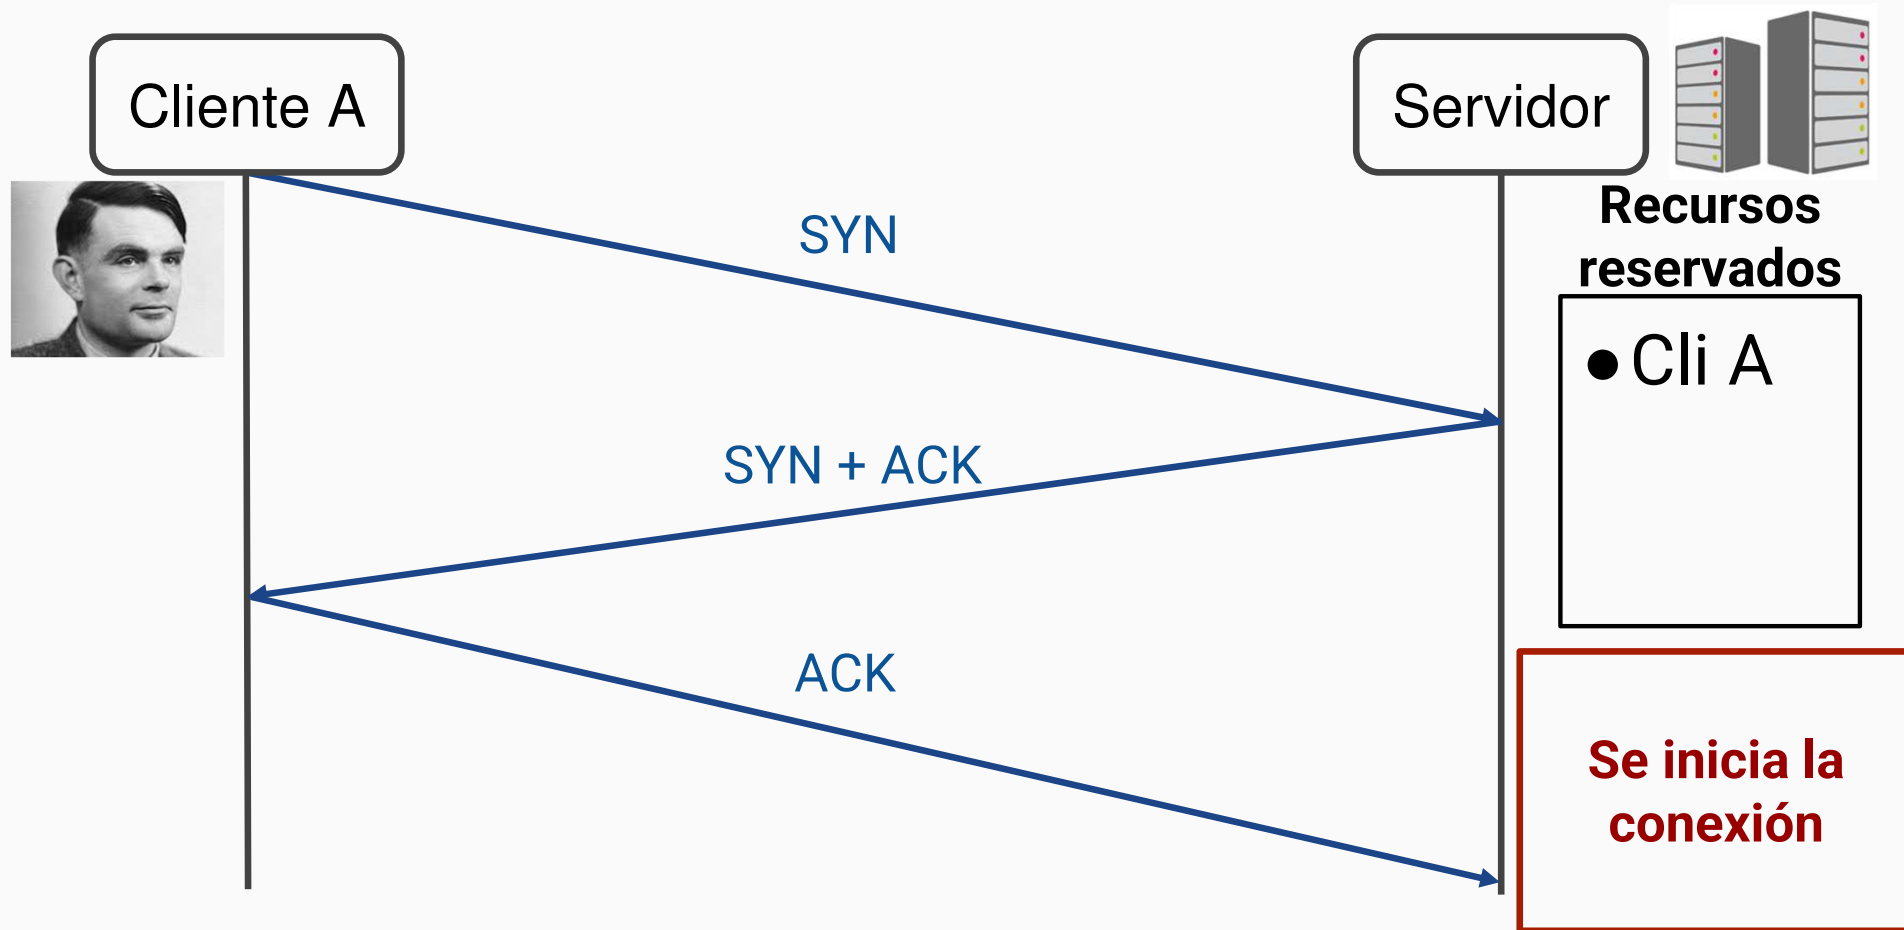 Cliente A
Servidor
SYN
Recursos
reservados
● Cli A
SYN + ACK
ACK
Se inicia la
conexión